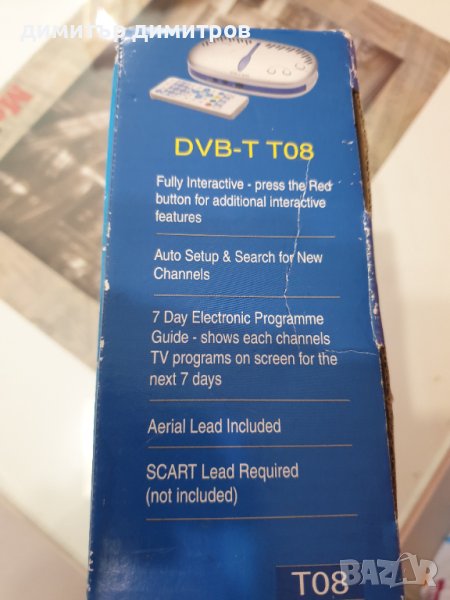 димитър димитров
DVB-T T08
Fully Interactive - press the Red
button for additional interactive
features
Auto Setup & Search for New
Channels
7 Day Electronic Programme
Guide - shows each channels
TV programs on screen for the
next 7 days
Aerial Lead Included
SCART Lead Required
(not included)
T08
BAZAR